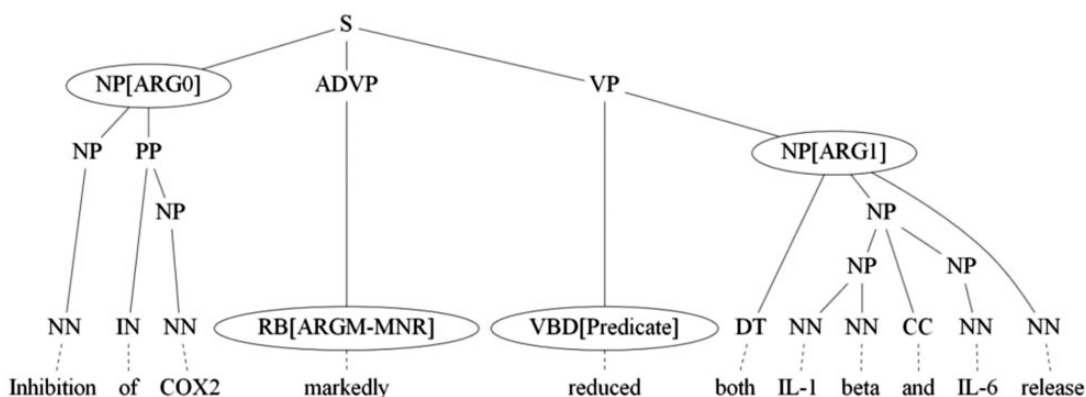 S
NP[ARG0] ADVP VP
NP PP NP[ARG1]
NP NP
NP NP
NN IN NN RB[ARGM-MNR] VBD[Predicate] DT NN NN CC NN NN
Inhibition of COX2 markedly reduced both IL-1 beta and IL-6 release